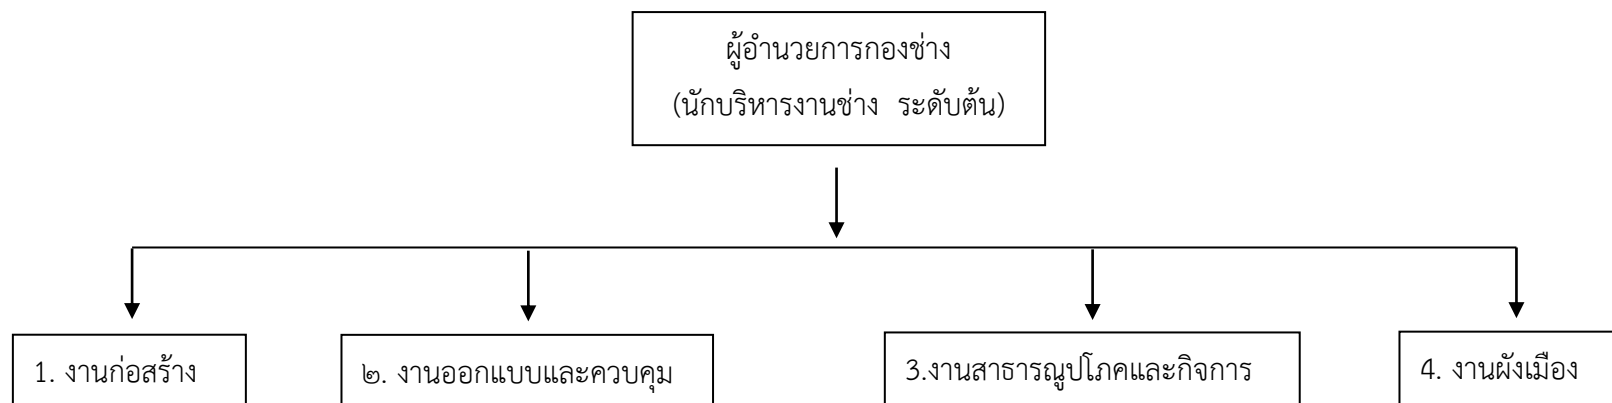 ผู้อำนวยการกองช่าง
(นักบริหารงานช่าง ระดับต้น)
1. งานก่อสร้าง
๒. งานออกแบบและควบคุม
3.งานสาธารณูปโภคและกิจการ
4. งานผังเมือง